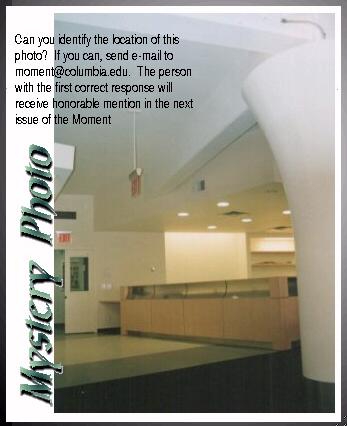 Can you identify the location of this
photo?  If you can, send e-mail to
moment@columbia.edu.  The person
with the first correct response will
receive honorable mention in the next
issue of the Moment
Mystery Photo